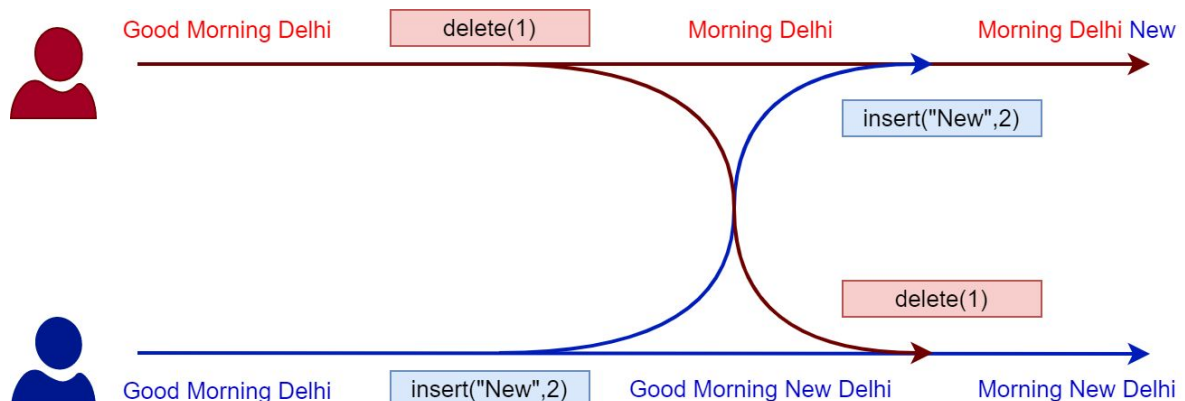 Good Morning Delhi
delete(1)
Morning Delhi
Morning Delhi New
insert("New",2)
delete(1)
Good Morning Delhi
insert("New",2)
Good Morning New Delhi
Morning New Delhi